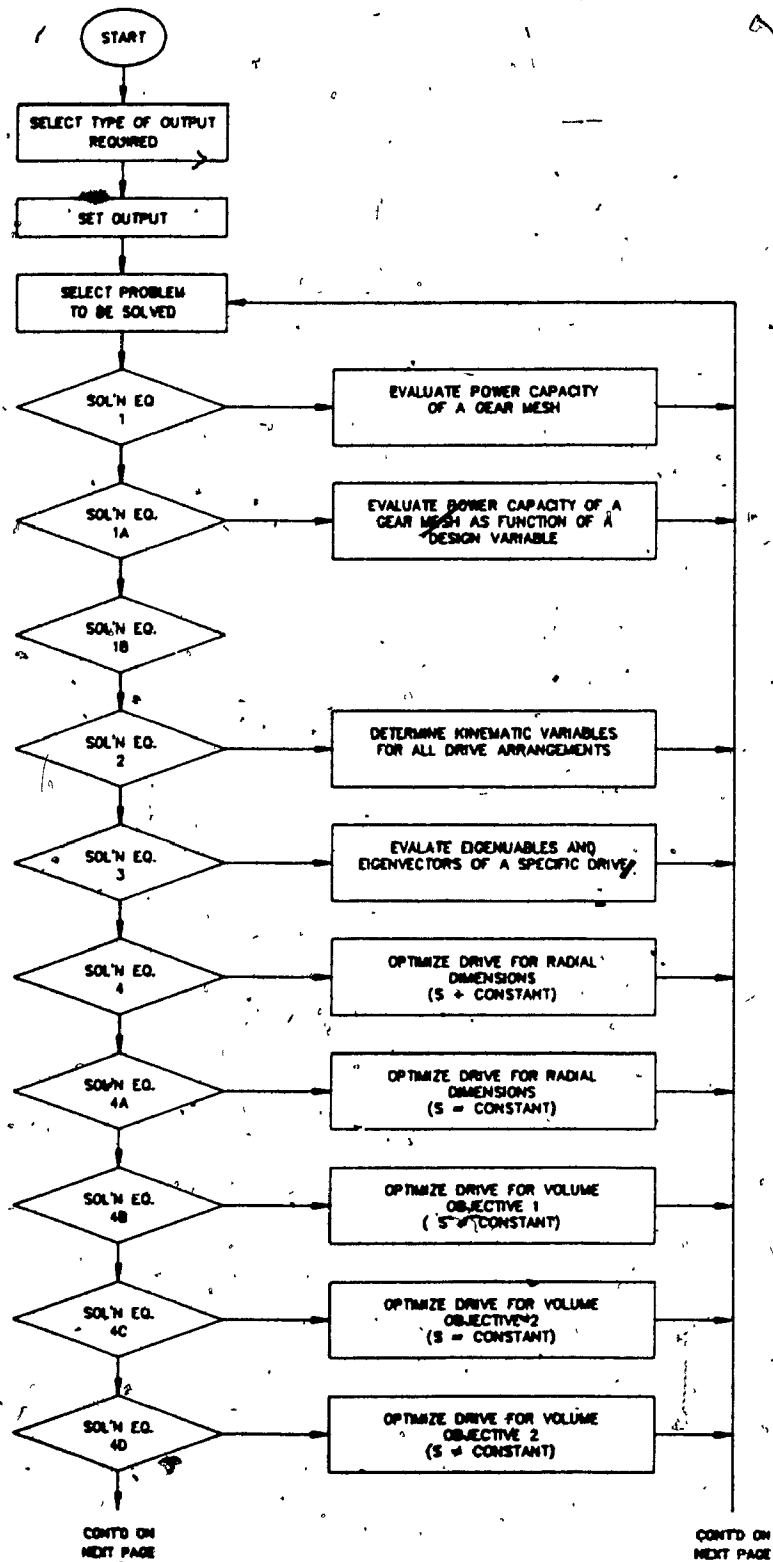 START
SELECT TYPE OF OUTPUT
REQUIRED
SET OUTPUT
SELECT PROBLEM
TO BE SOLVED
SOL'N EQ
1
EVALUATE POWER CAPACITY
OF A GEAR MESH
SOL'N EQ.
1A
EVALUATE POWER CAPACITY OF A
GEAR MESH AS FUNCTION OF A
DESIGN VARIABLE
SOL'N EQ.
1B
SOL'N EQ.
2
DETERMINE KINEMATIC VARIABLES
FOR ALL DRIVE ARRANGEMENTS
SOL'N EQ.
3
EVALATE EIGENUABLES AND
EIGENVECTORS OF A SPECIFIC DRIVE
SOL'N EQ.
4
OPTIMIZE DRIVE FOR RADIAL
DIMENSIONS
(S ≠ CONSTANT)
SOL'N EQ.
4A
OPTIMIZE DRIVE FOR RADIAL
DIMENSIONS
(S = CONSTANT)
SOL'N EQ.
4B
OPTIMIZE DRIVE FOR VOLUME
OBJECTIVE 1
( S ≠ CONSTANT)
SOL'N EQ.
4C
OPTIMIZE DRIVE FOR VOLUME
OBJECTIVE 2
(S = CONSTANT)
SOL'N EQ.
4D
OPTIMIZE DRIVE FOR VOLUME
OBJECTIVE 2
(S ≠ CONSTANT)
CONT'D ON
NEXT PAGE
CONT'D ON
NEXT PAGE